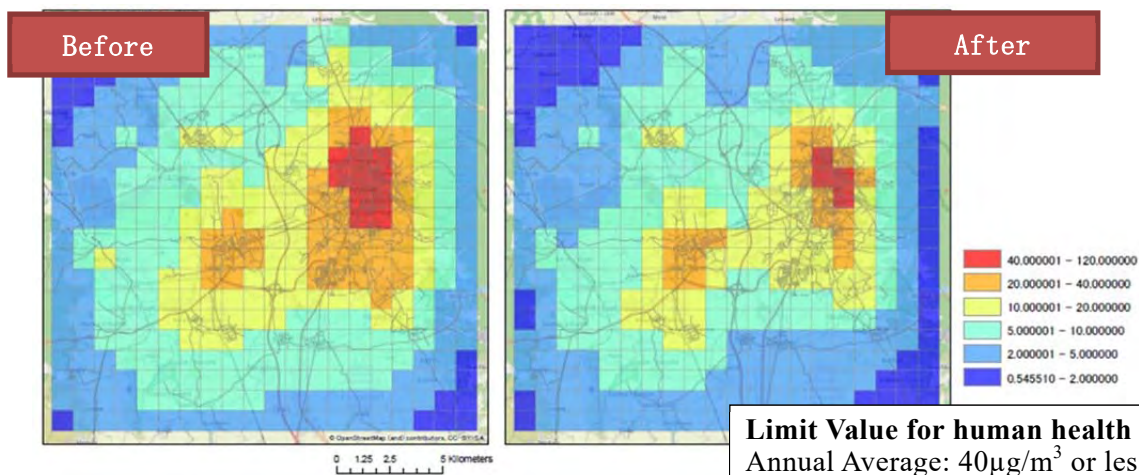 Before
After
40.000001 - 120.000000
20.000001 - 40.000000
10.000001 - 20.000000
5.000001 - 10.000000
2.000001 - 5.000000
0.545510 - 2.000000
© OpenStreetMap (and) contributors, CC-BY-SA
0 1.25 2.5 5 Kilometers
Limit Value for human health
Annual Average: 40µg/m³ or les